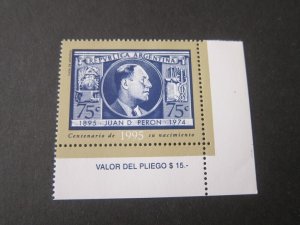 REPUBLICA ARGENTINA
75c 75c
1895 - JUAN D. PERON - 1974
Centenario de 1995 su nacimiento
VALOR DEL PLIEGO $ 15.-